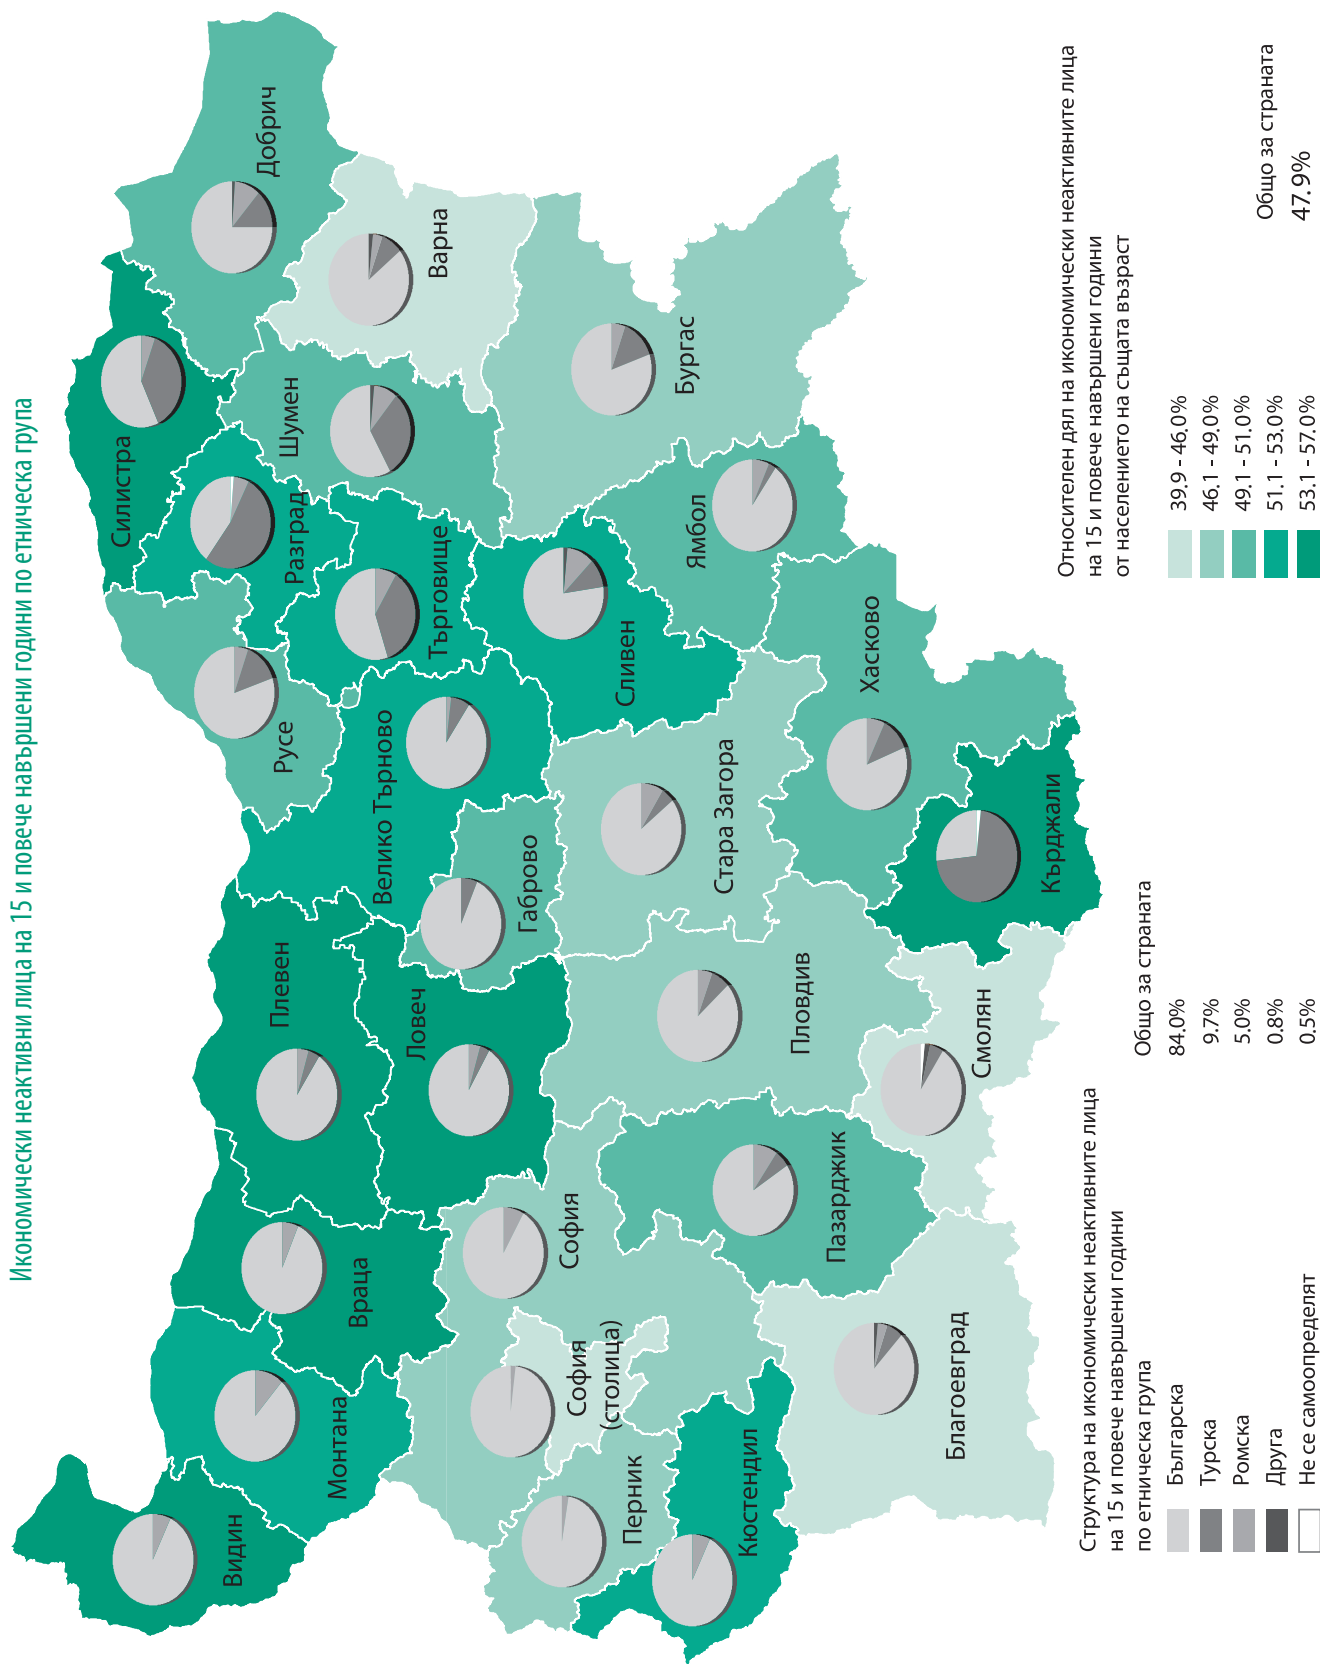 Икономически неактивни лица на 15 и повече навършени години по етническа група
Видин
Монтана
Враца
Плевен
Ловеч
Велико Търново
Габрово
Русе
Разград
Силистра
Търговище
Шумен
Добрич
Варна
Бургас
Сливен
Ямбол
Стара Загора
Хасково
Кърджали
Пловдив
Смолян
Пазарджик
София
София
(столица)
Перник
Кюстендил
Благоевград
Структура на икономически неактивните лица
на 15 и повече навършени години
по етническа група
Общо за страната
Българска 84.0%
Турска 9.7%
Ромска 5.0%
Друга 0.8%
Не се самоопределят 0.5%
Относителен дял на икономически неактивните лица
на 15 и повече навършени години
от населението на същата възраст
39.9 - 46.0%
46.1 - 49.0%
49.1 - 51.0%
51.1 - 53.0%
53.1 - 57.0%
Общо за страната
47.9%